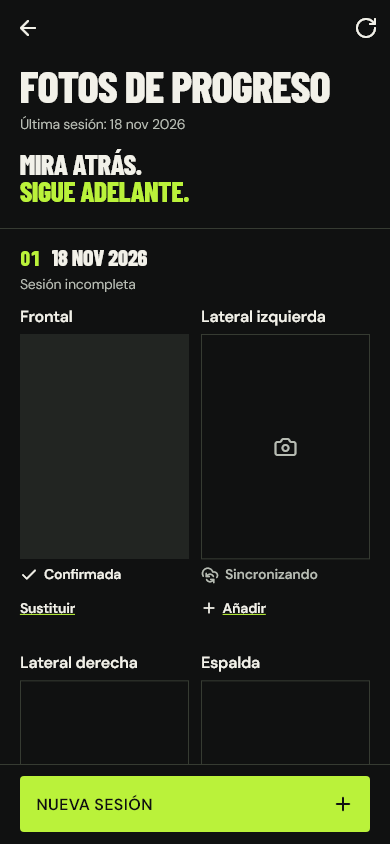 FOTOS DE PROGRESO
Última sesión: 18 nov 2026
MIRA ATRÁS.
SIGUE ADELANTE.
01 18 NOV 2026
Sesión incompleta
Frontal
Lateral izquierda
Confirmada
Sincronizando
Sustituir
Añadir
Lateral derecha
Espalda
NUEVA SESIÓN